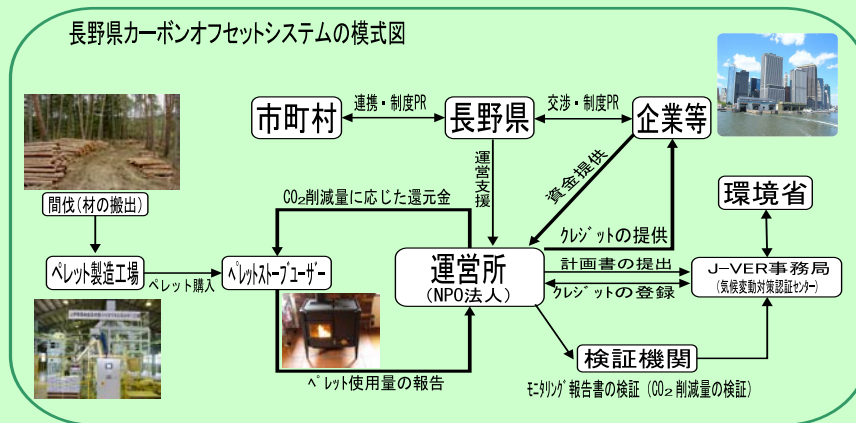 長野県カーボンオフセットシステムの模式図
市町村
連携・制度PR
長野県
交渉・制度PR
企業等
運営支援
資金提供
間伐(材の搬出)
CO₂削減量に応じた還元金
クレジットの提供
環境省
ペレット製造工場
ペレット購入
ペレットストーブユーザー
運営所
(NPO法人)
計画書の提出
クレジットの登録
J-VER事務局
(気候変動対策認証センター)
ペレット使用量の報告
検証機関
モニタリング報告書の検証(CO₂削減量の検証)